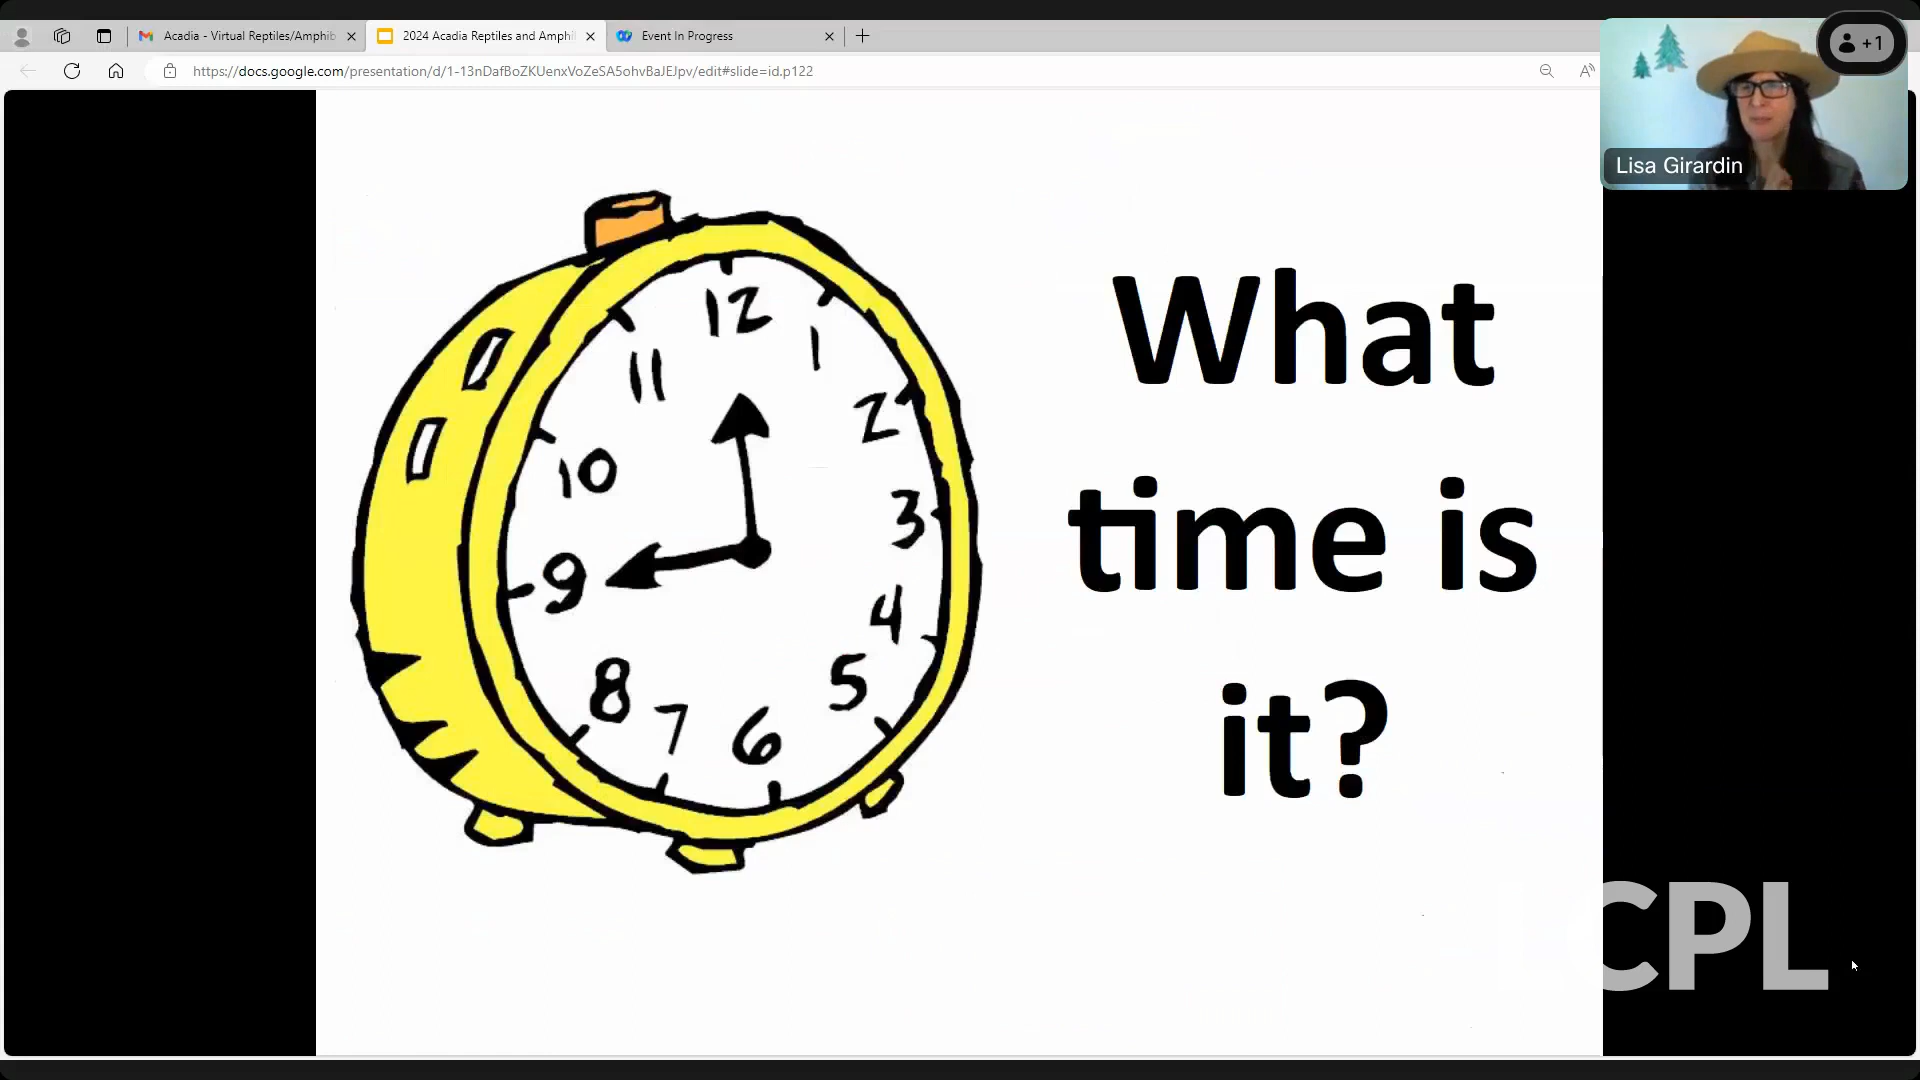 Acadia - Virtual Reptiles/Amphib
2024 Acadia Reptiles and Amphi
Event In Progress
https://docs.google.com/presentation/d/1-13nDafBoZKUenxVoZeSA5ohvBaJEJpv/edit#slide=id.p122
+1
Lisa Girardin
12
11
1
2
10
3
9
4
8
5
7
6
What
time is
it?
LCPL